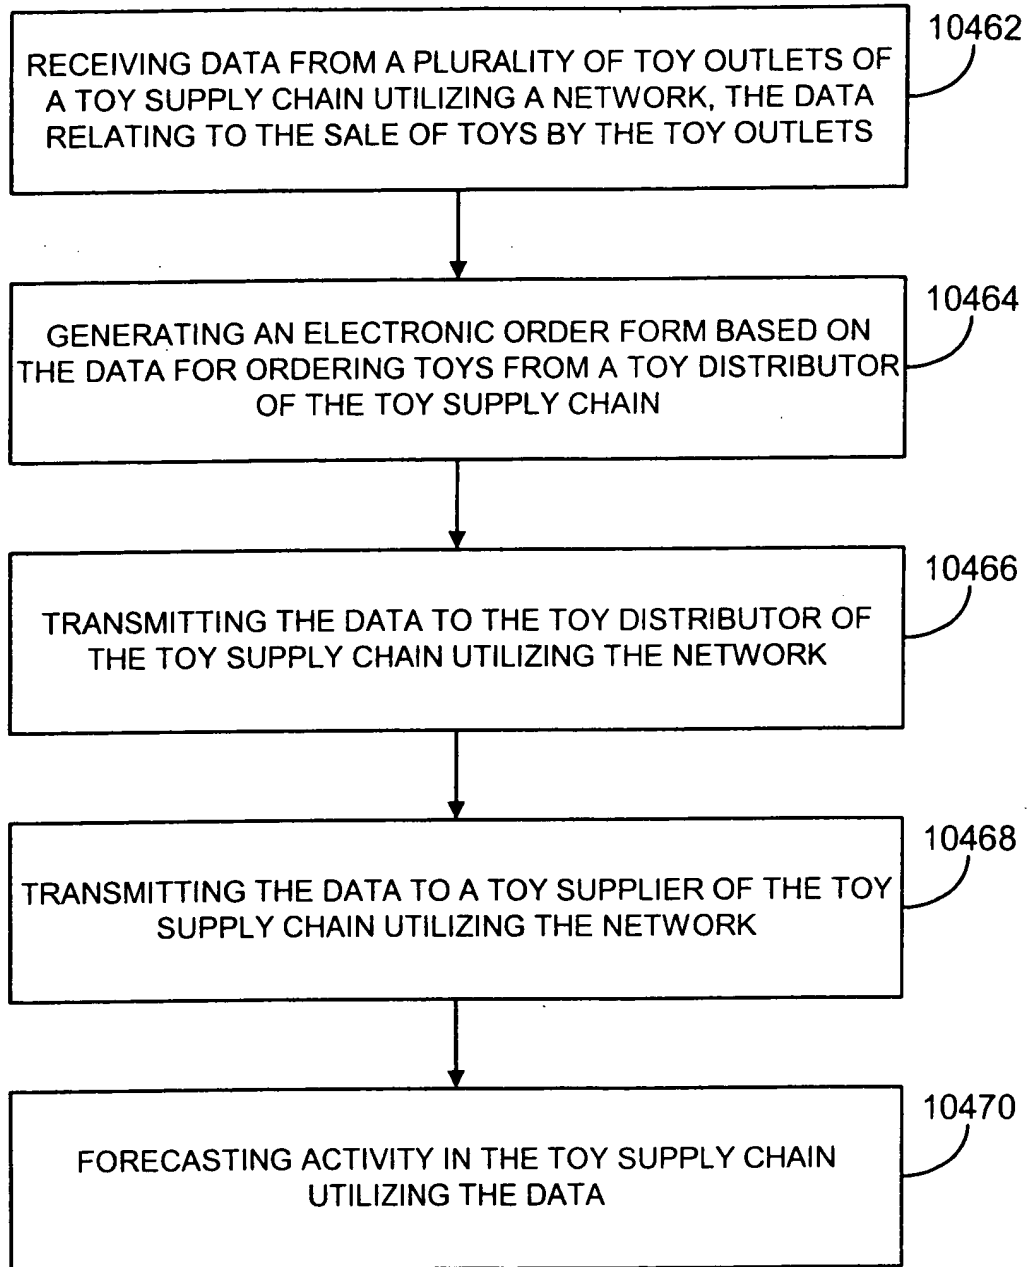 10462
RECEIVING DATA FROM A PLURALITY OF TOY OUTLETS OF
A TOY SUPPLY CHAIN UTILIZING A NETWORK, THE DATA
RELATING TO THE SALE OF TOYS BY THE TOY OUTLETS
10464
GENERATING AN ELECTRONIC ORDER FORM BASED ON
THE DATA FOR ORDERING TOYS FROM A TOY DISTRIBUTOR
OF THE TOY SUPPLY CHAIN
10466
TRANSMITTING THE DATA TO THE TOY DISTRIBUTOR OF
THE TOY SUPPLY CHAIN UTILIZING THE NETWORK
10468
TRANSMITTING THE DATA TO A TOY SUPPLIER OF THE TOY
SUPPLY CHAIN UTILIZING THE NETWORK
10470
FORECASTING ACTIVITY IN THE TOY SUPPLY CHAIN
UTILIZING THE DATA